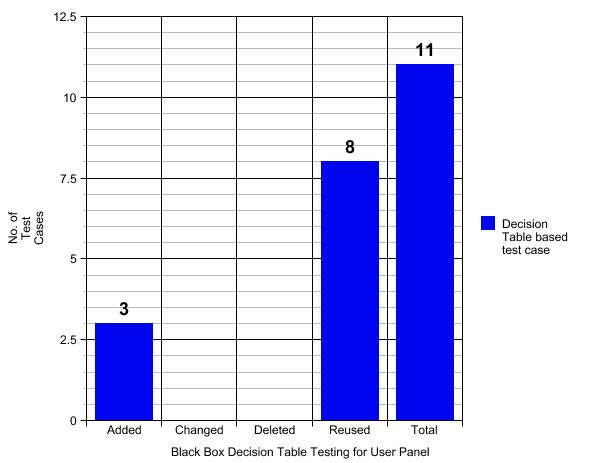 12.5
11
10
8
7.5
No. of
Test
Cases
Decision
Table based
test case
5
3
2.5
0
Added Changed Deleted Reused Total
Black Box Decision Table Testing for User Panel